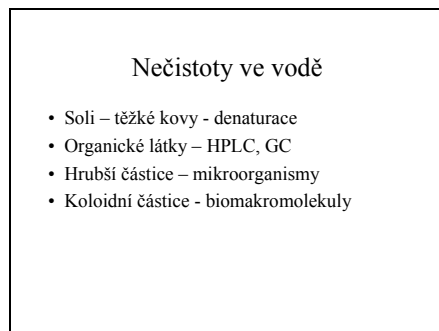 Nečistoty ve vodě
• Soli – těžké kovy - denaturace
• Organické látky – HPLC, GC
• Hrubší částice – mikroorganismy
• Koloidní částice - biomakromolekuly